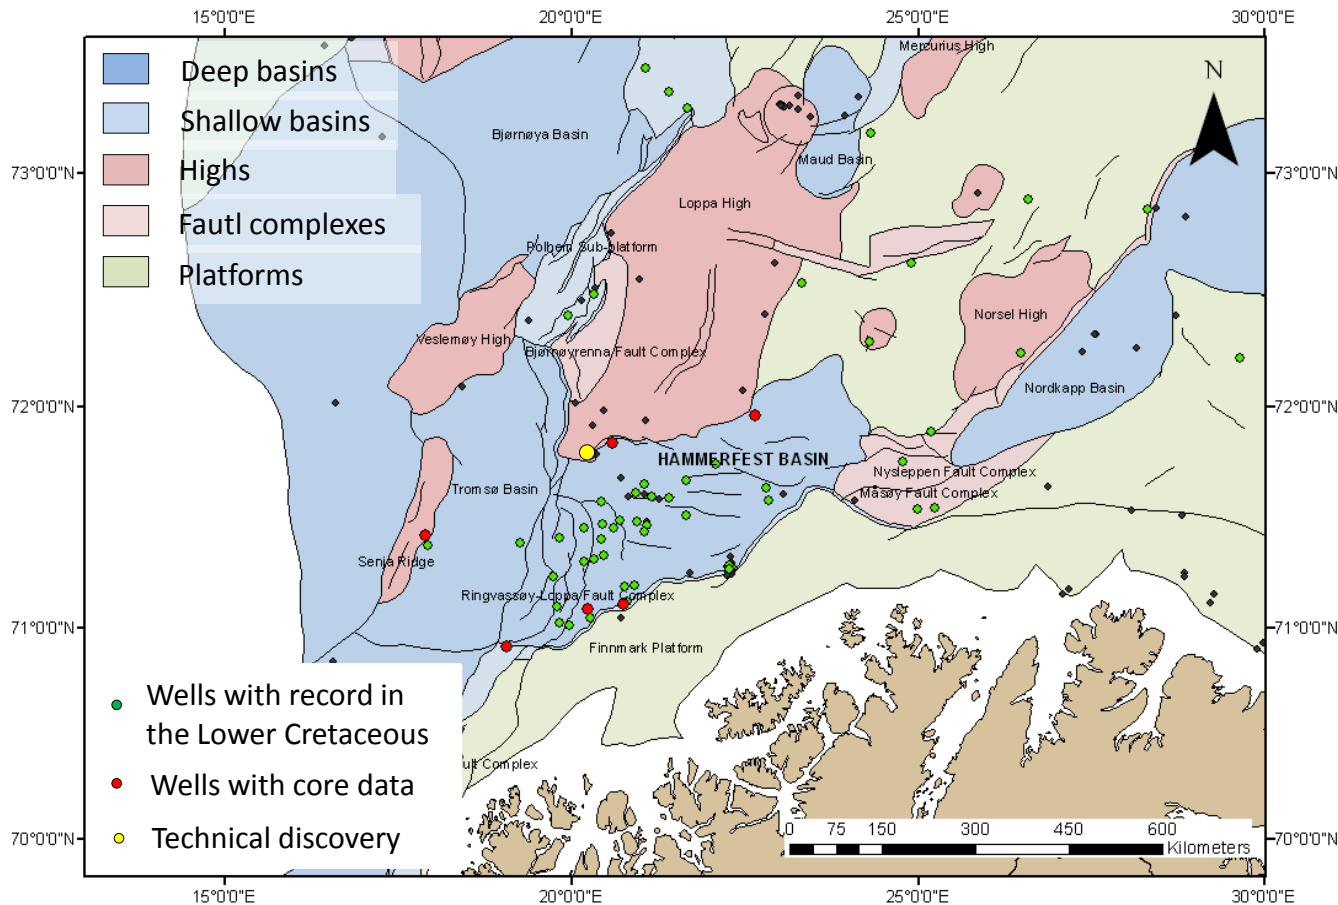 15°0'0"E 20°0'0"E 25°0'0"E 30°0'0"E
Mercurius High
Deep basins
N
Shallow basins
Bjørnøya Basin
Maud Basin
73°0'0"N 73°0'0"N
Highs
Loppa High
Fautl complexes
Polhem Sub-platform
Platforms
Norsel High
Veslemøy High
Bjørnøyrenna Fault Complex
Nordkapp Basin
72°0'0"N 72°0'0"N
HAMMERFEST BASIN
Nysleppen Fault Complex
Tromsø Basin
Måsøy Fault Complex
Senja Ridge
Ringvassøy-Loppa Fault Complex
71°0'0"N 71°0'0"N
Finnmark Platform
Wells with record in
the Lower Cretaceous
ult Complex
Wells with core data
Technical discovery
0 75 150 300 450 600
Kilometers
70°0'0"N 70°0'0"N
15°0'0"E 20°0'0"E 25°0'0"E 30°0'0"E